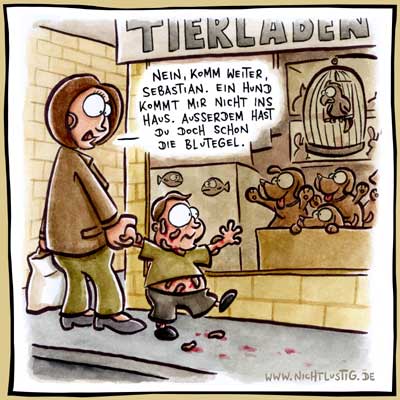 TIERLADEN
NEIN, KOMM WEITER,
SEBASTIAN. EIN HUND
KOMMT MIR NICHT INS
HAUS. AUSSERDEM HAST
DU DOCH SCHON
DIE BLUTEGEL.
WWW.NICHTLUSTIG.DE